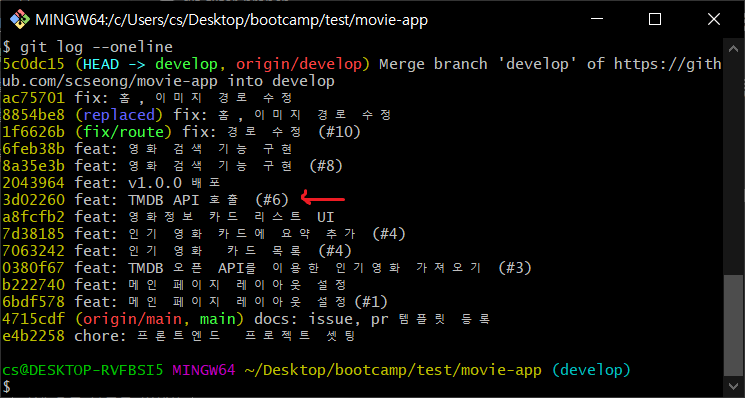 MINGW64:/c/Users/cs/Desktop/bootcamp/test/movie-app
$ git log --oneline
5c0dc15 (HEAD -> develop, origin/develop) Merge branch 'develop' of https://gith
ub.com/scseong/movie-app into develop
ac75701 fix: 홈, 이미지 경로 수정
8854be8 (replaced) fix: 홈, 이미지 경로 수정
1f6626b (fix/route) fix: 경로 수정 (#10)
6feb38b feat: 영화 검색 기능 구현
8a35e3b feat: 영화 검색 기능 구현 (#8)
2043964 feat: v1.0.0 배포
3d02260 feat: TMDB API 호출 (#6)
a8fcfb2 feat: 영화정보 카드 리스트 UI
7d38185 feat: 인기 영화 카드에 요약 추가 (#4)
7063242 feat: 인기 영화  카드 목록 (#4)
0380f67 feat: TMDB 오픈 API를 이용한 인기영화 가져오기 (#3)
b222740 feat: 메인 페이지 레이아웃 설정
6bdf578 feat: 메인 페이지 레이아웃 설정(#1)
4715cdf (origin/main, main) docs: issue, pr 템플릿 등록
e4b2258 chore: 프론트엔드  프로젝트 셋팅
cs@DESKTOP-RVFBSI5 MINGW64 ~/Desktop/bootcamp/test/movie-app (develop)
$